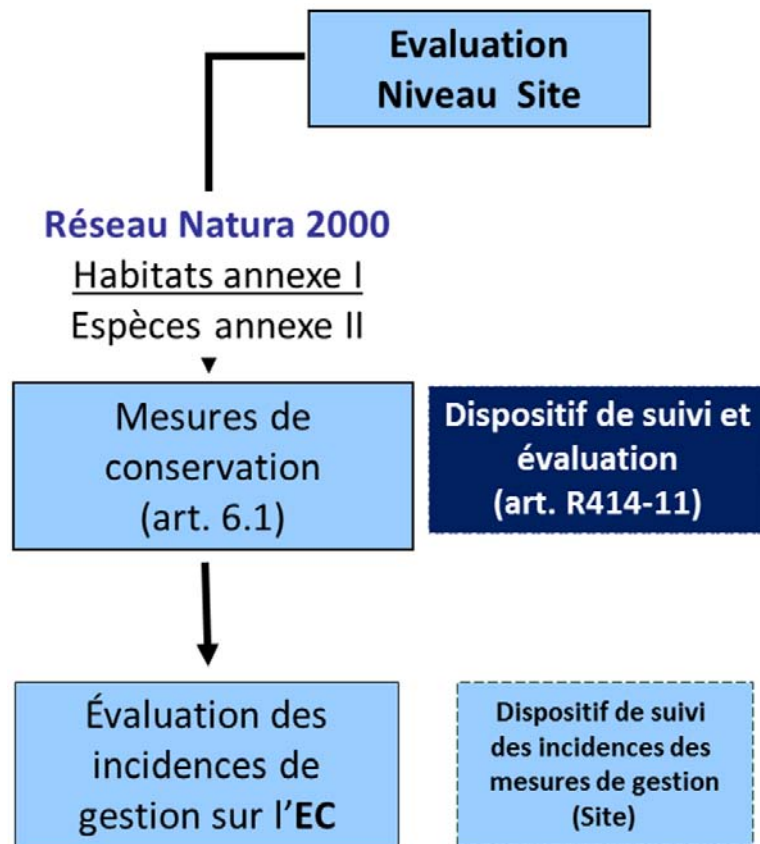 Evaluation
Niveau Site
Réseau Natura 2000
Habitats annexe I
Espèces annexe II
Mesures de
conservation
(art. 6.1)
Dispositif de suivi et
évaluation
(art. R414-11)
Évaluation des
incidences de
gestion sur l'EC
Dispositif de suivi
des incidences des
mesures de gestion
(Site)